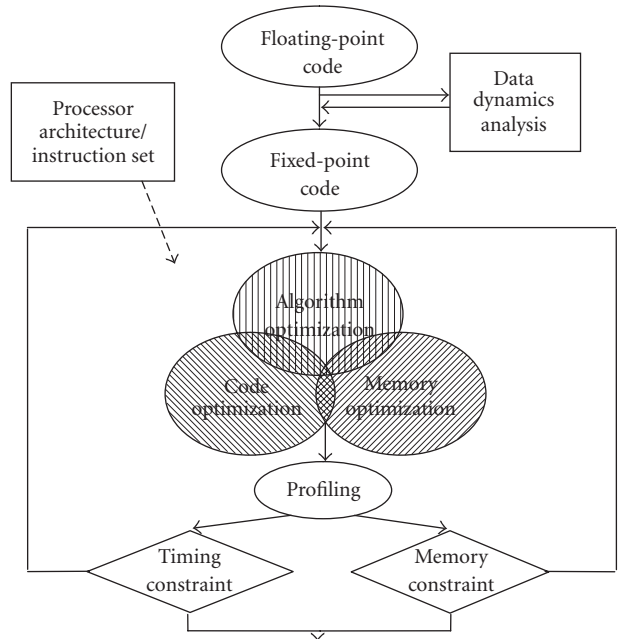 Floating-point
code
Data
dynamics
analysis
Processor
architecture/
instruction set
Fixed-point
code
Algorithm
optimization
Code
optimization
Memory
optimization
Profiling
Timing
constraint
Memory
constraint